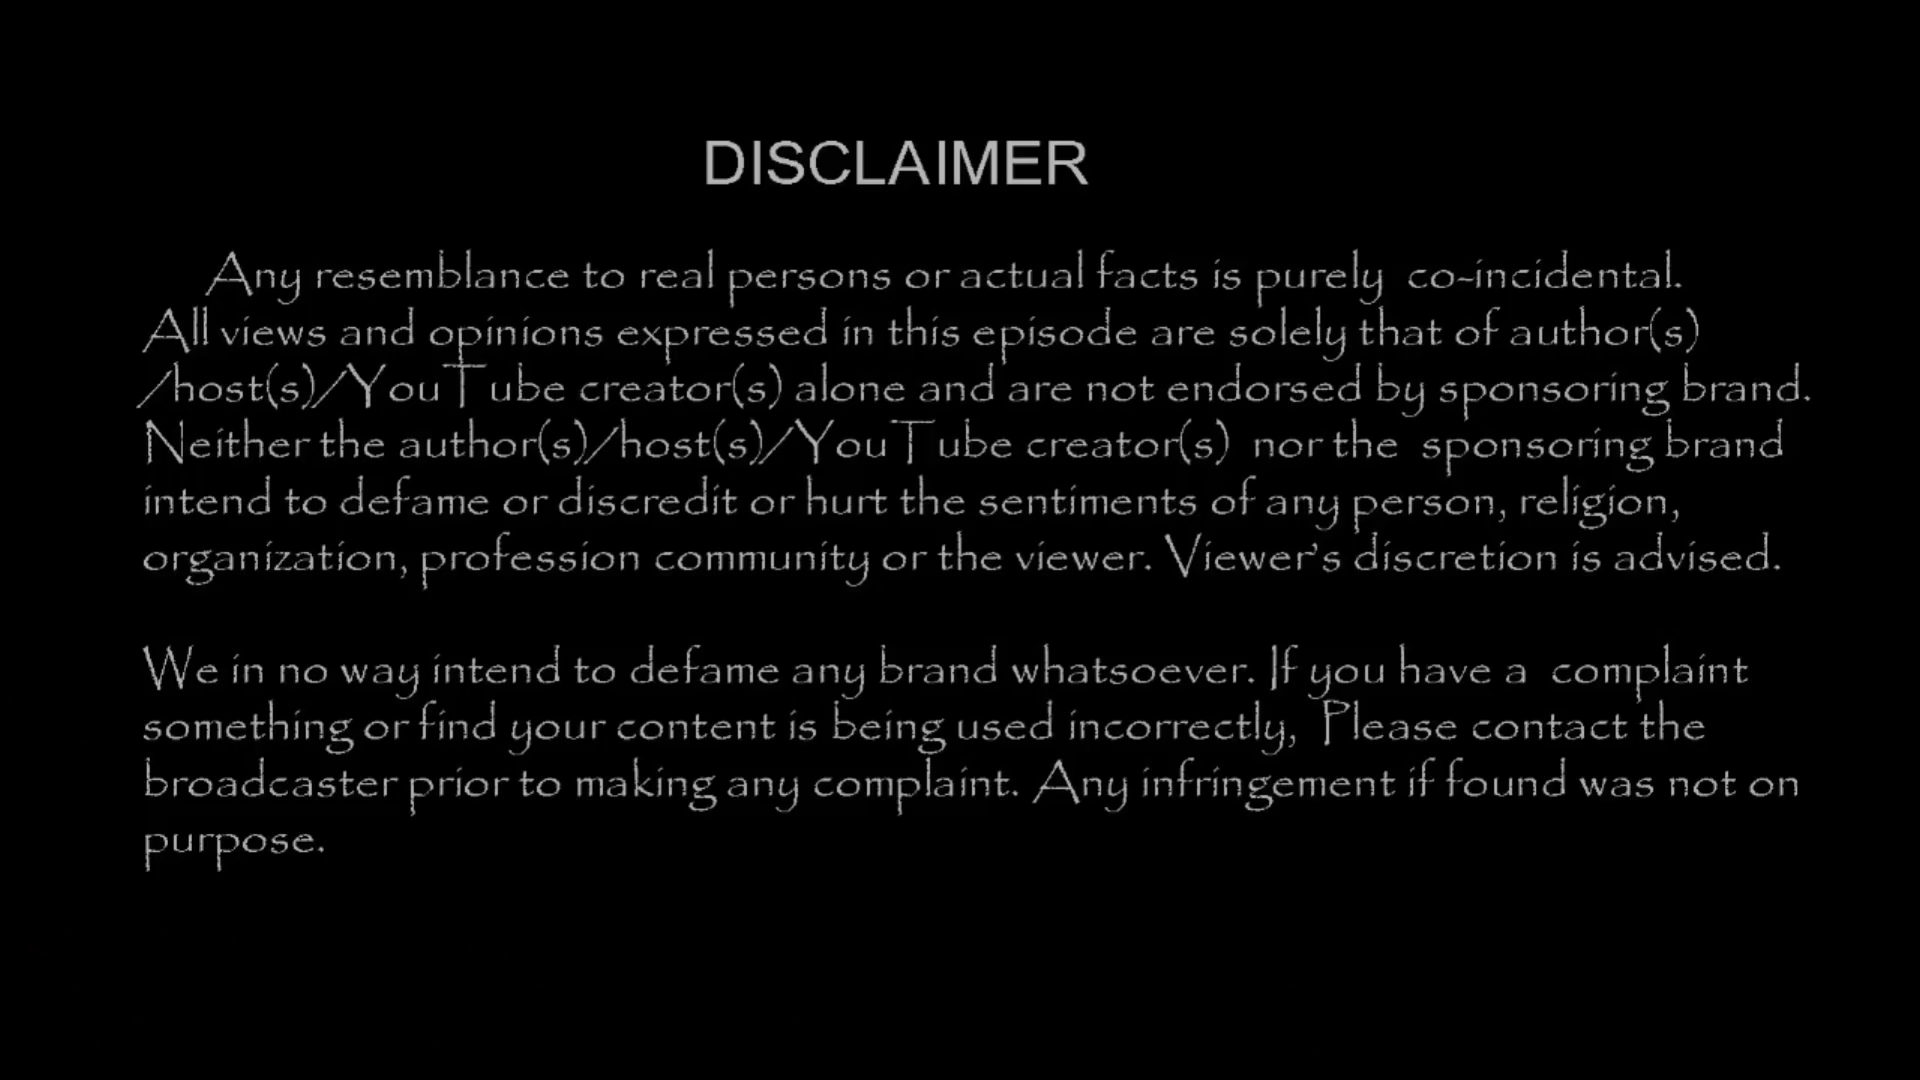 DISCLAIMER
Any resemblance to real persons or actual facts is purely co-incidental.
All views and opinions expressed in this episode are solely that of author(s)
/host(s)/YouTube creator(s) alone and are not endorsed by sponsoring brand.
Neither the author(s)/host(s)/YouTube creator(s) nor the sponsoring brand
intend to defame or discredit or hurt the sentiments of any person, religion,
organization, profession community or the viewer. Viewer's discretion is advised.
We in no way intend to defame any brand whatsoever. If you have a complaint
something or find your content is being used incorrectly, Please contact the
broadcaster prior to making any complaint. Any infringement if found was not on
purpose.